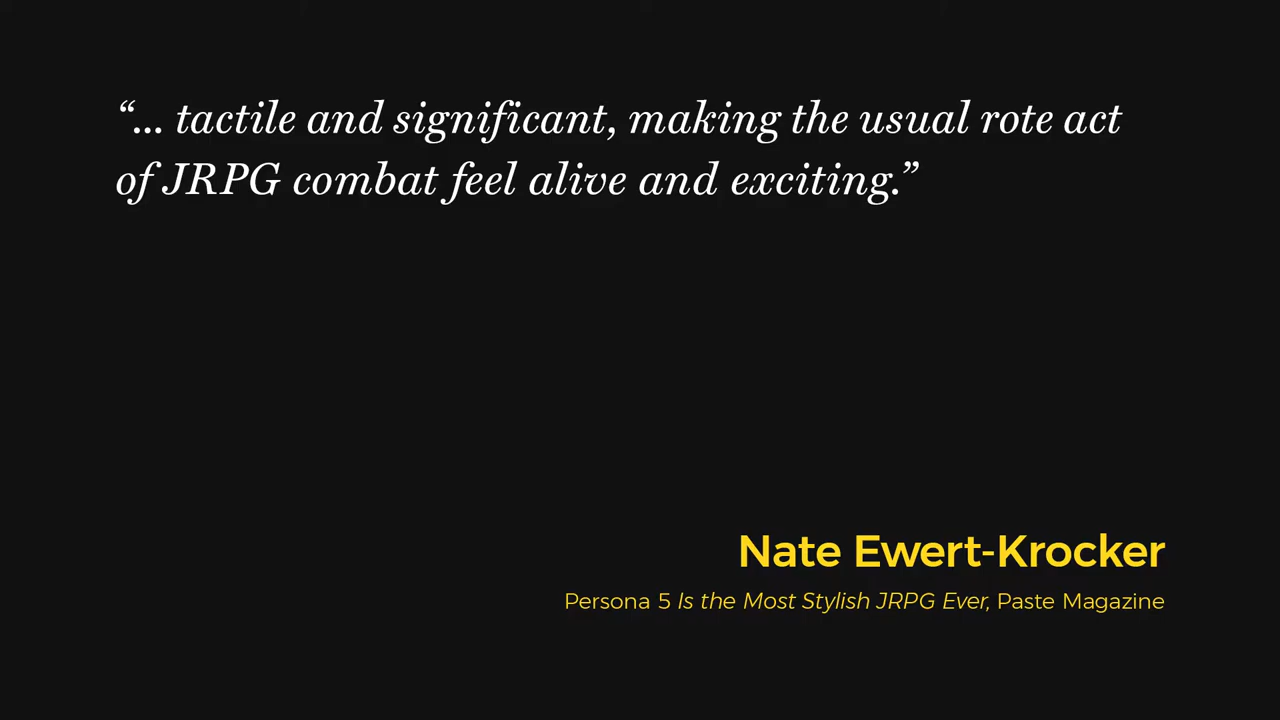 “... tactile and significant, making the usual rote act
of JRPG combat feel alive and exciting.”
Nate Ewert-Krocker
Persona 5 Is the Most Stylish JRPG Ever, Paste Magazine